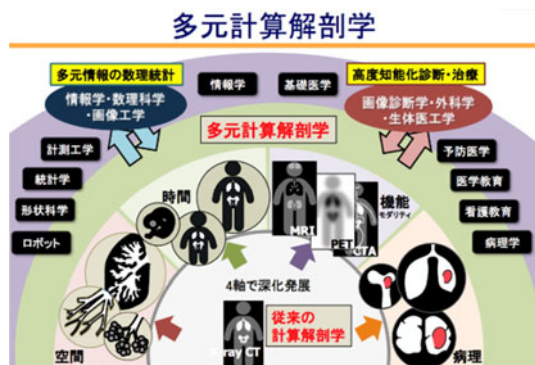 多元計算解剖学
多元情報の数理統計
情報学・数理科学
・画像工学
情報学
基礎医学
高度知能化診断・治療
画像診断学・外科学
・生体医工学
多元計算解剖学
計測工学
統計学
形状科学
ロボット
予防医学
医学教育
看護教育
病理学
時間
機能
モダリティ
MRI
PET
CTA
4軸で深化発展
従来の
計算解剖学
X-ray CT
空間
病理